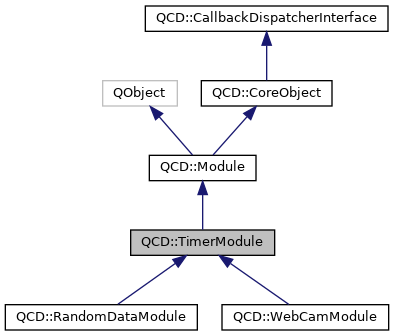 QCD::CallbackDispatcherInterface
QObject
QCD::CoreObject
QCD::Module
QCD::TimerModule
QCD::RandomDataModule
QCD::WebCamModule